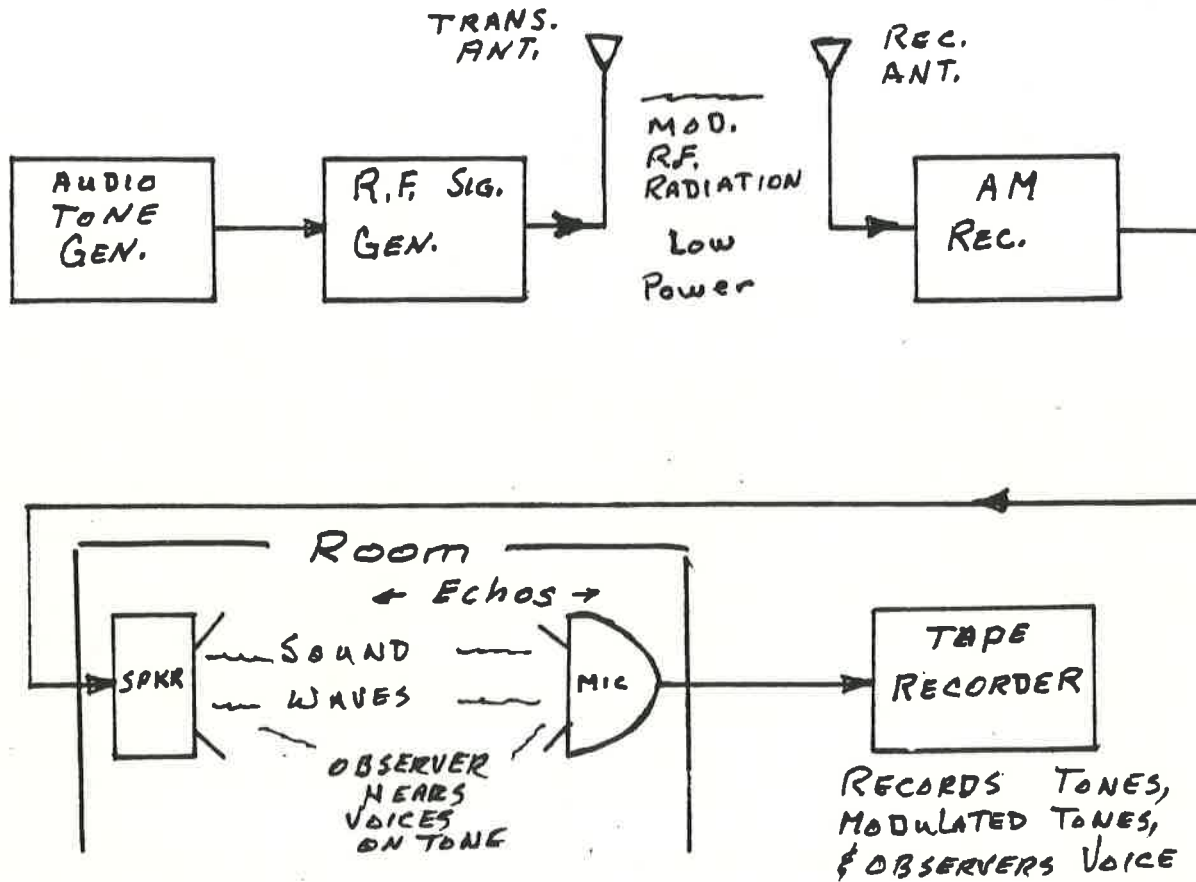 TRANS.
ANT.
REC.
ANT.
AUDIO
TONE
GEN.
R.F. SIG.
GEN.
MOD.
R.F.
RADIATION
Low
Power
AM
REC.
Room
← Echos →
SPKR
SOUND
WAVES
MIC
OBSERVER
HEARS
VOICES
ON TONE
TAPE
RECORDER
RECORDS TONES,
MODULATED TONES,
& OBSERVERS VOICE